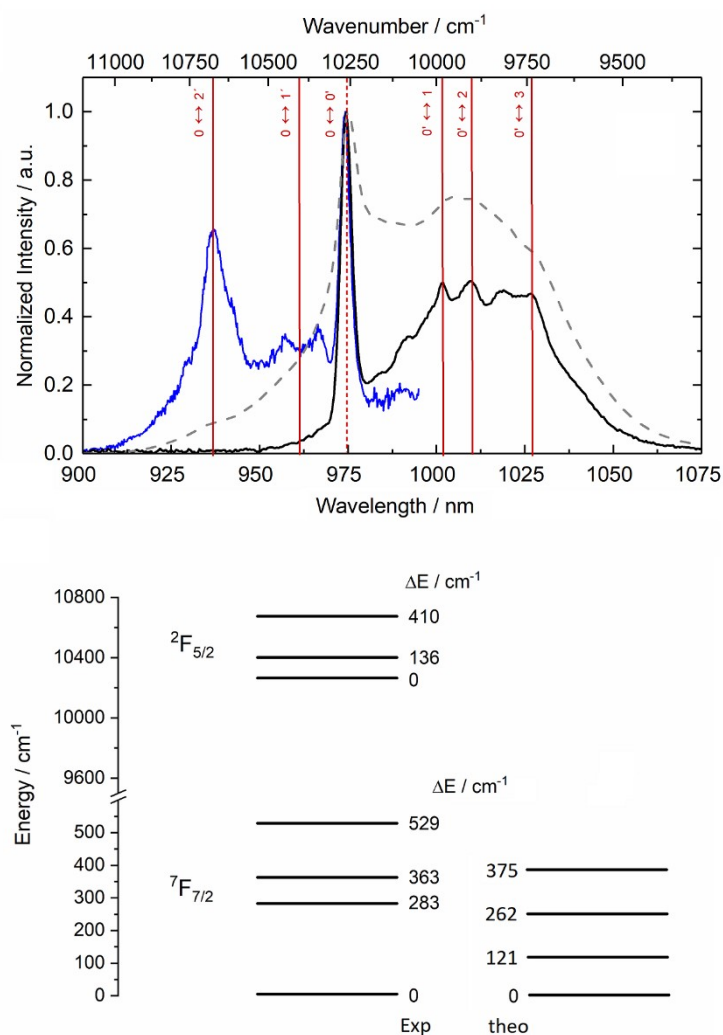 Wavenumber / cm-1
11000 10750 10500 10250 10000 9750 9500
0 ↔ 2'
0 ↔ 1'
0 ↔ 0'
0' ↔ 1
0' ↔ 2
0' ↔ 3
Normalized Intensity / a.u.
1.0
0.8
0.6
0.4
0.2
0.0
900 925 950 975 1000 1025 1050 1075
Wavelength / nm
ΔE / cm-1
10800
410
2F5/2
10400
136
0
10000
9600
Energy / cm-1
ΔE / cm-1
500
529
400
363
375
7F7/2
300
283
262
200
100
121
0
0
0
Exp theo